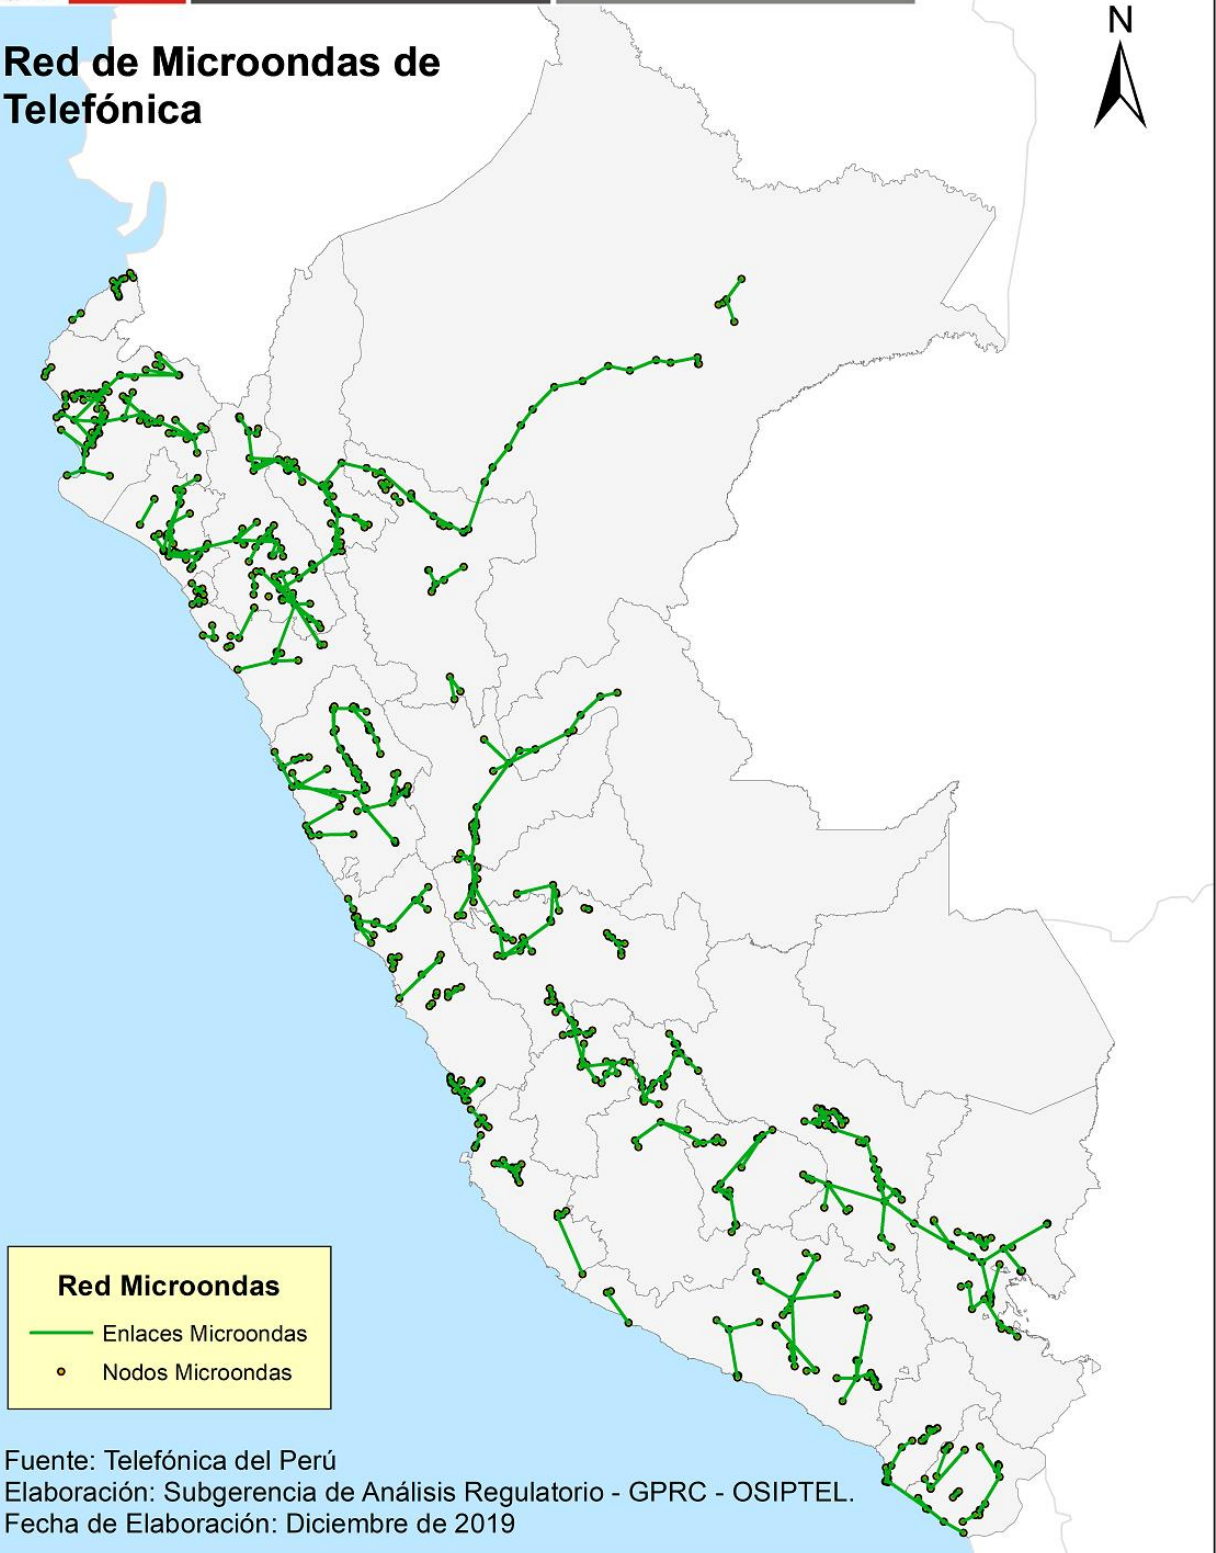 N
Red de Microondas de
Telefónica
Red Microondas
Enlaces Microondas
Nodos Microondas
Fuente: Telefónica del Perú
Elaboración: Subgerencia de Análisis Regulatorio - GPRC - OSIPTEL.
Fecha de Elaboración: Diciembre de 2019